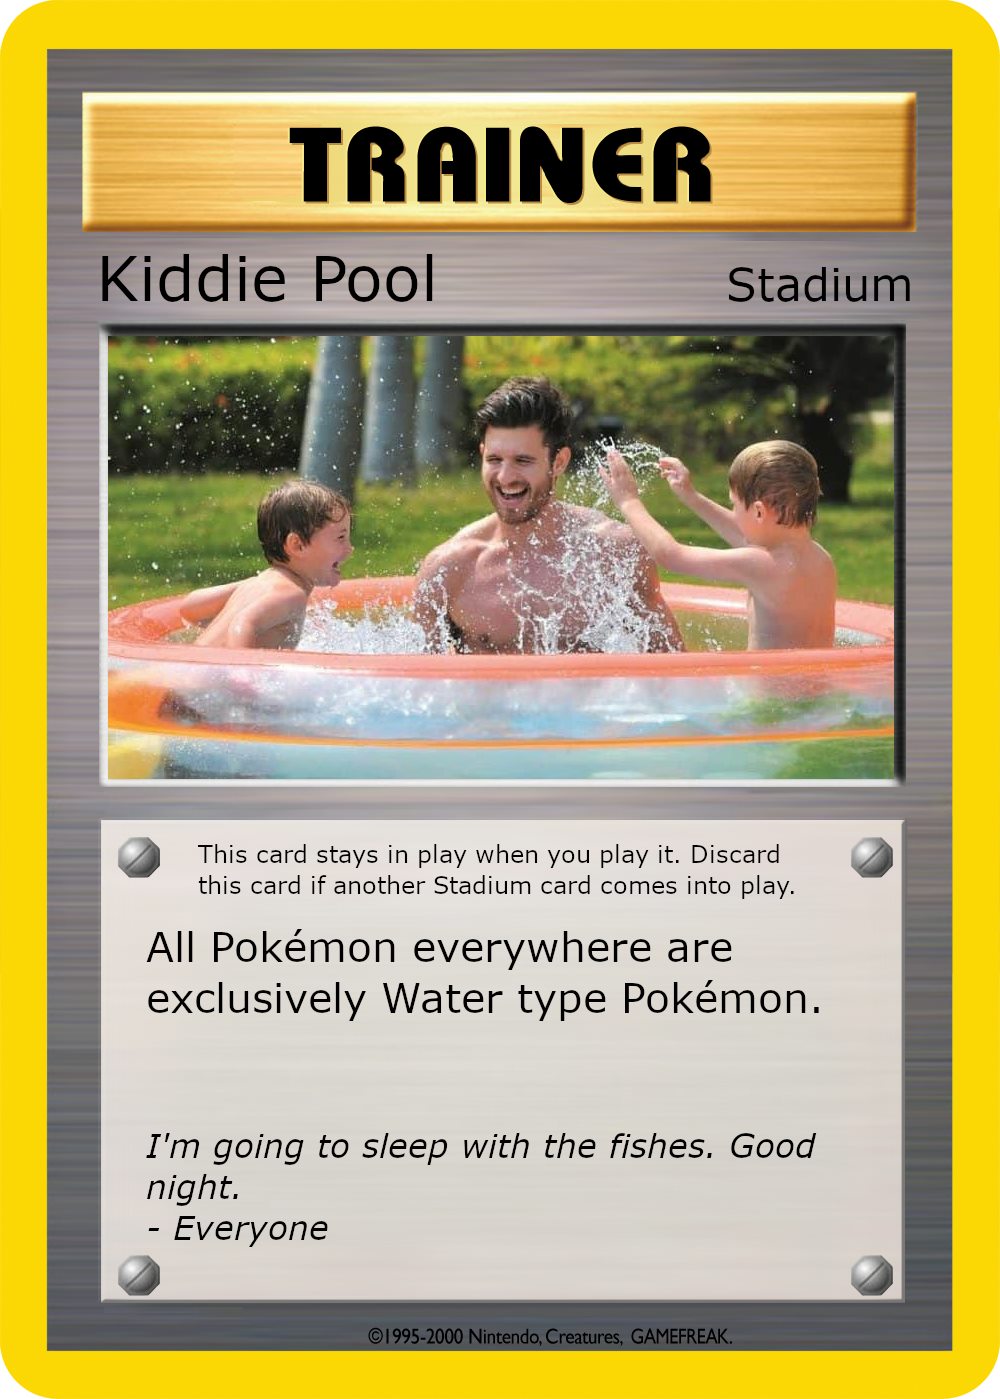 TRAINER
Kiddie Pool
Stadium
This card stays in play when you play it. Discard
this card if another Stadium card comes into play.
All Pokémon everywhere are
exclusively Water type Pokémon.
I'm going to sleep with the fishes. Good
night.
- Everyone
©1995-2000 Nintendo, Creatures, GAMEFREAK.